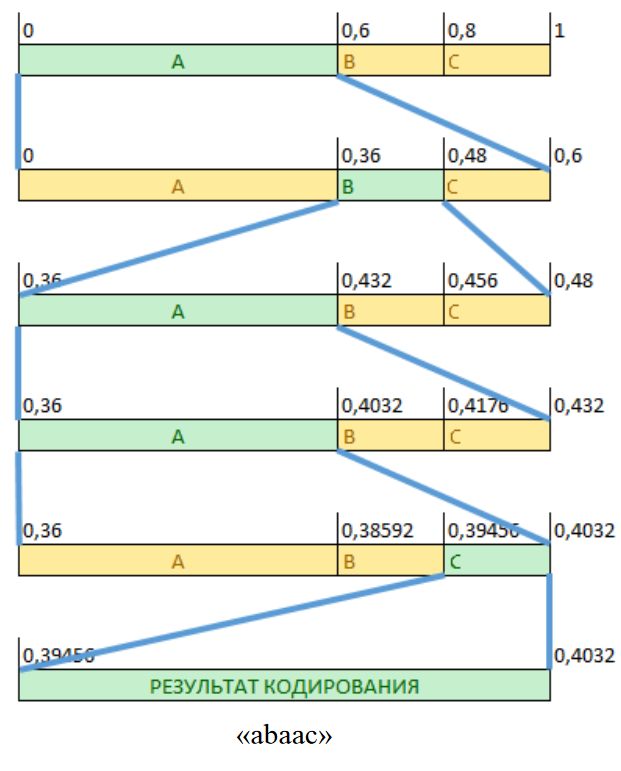 0 0,6 0,8 1
A B C
0 0,36 0,48 0,6
A B C
0,36 0,432 0,456 0,48
A B C
0,36 0,4032 0,4176 0,432
A B C
0,36 0,38592 0,39456 0,4032
A B C
0,39456 0,4032
РЕЗУЛЬТАТ КОДИРОВАНИЯ
«abaac»